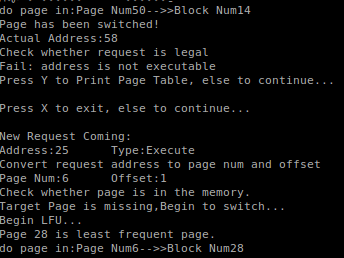 do page in:Page Num50-->>Block Num14
Page has been switched!
Actual Address:58
Check whether request is legal
Fail: address is not executable
Press Y to Print Page Table, else to continue...
Press X to exit, else to continue...
New Request Coming:
Address:25 Type:Execute
Convert request address to page num and offset
Page Num:6 Offset:1
Check whether page is in the memory.
Target Page is missing,Begin to switch...
Begin LFU...
Page 28 is least frequent page.
do page in:Page Num6-->>Block Num28